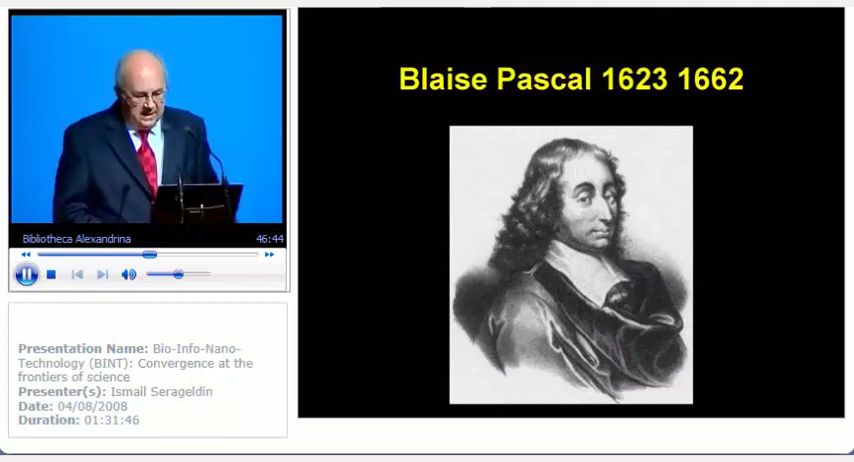 Blaise Pascal 1623 1662
Bibliotheca Alexandrina 46:44
Presentation Name: Bio-Info-Nano-
Technology (BINT): Convergence at the
frontiers of science
Presenter(s): Ismail Serageldin
Date: 04/08/2008
Duration: 01:31:46